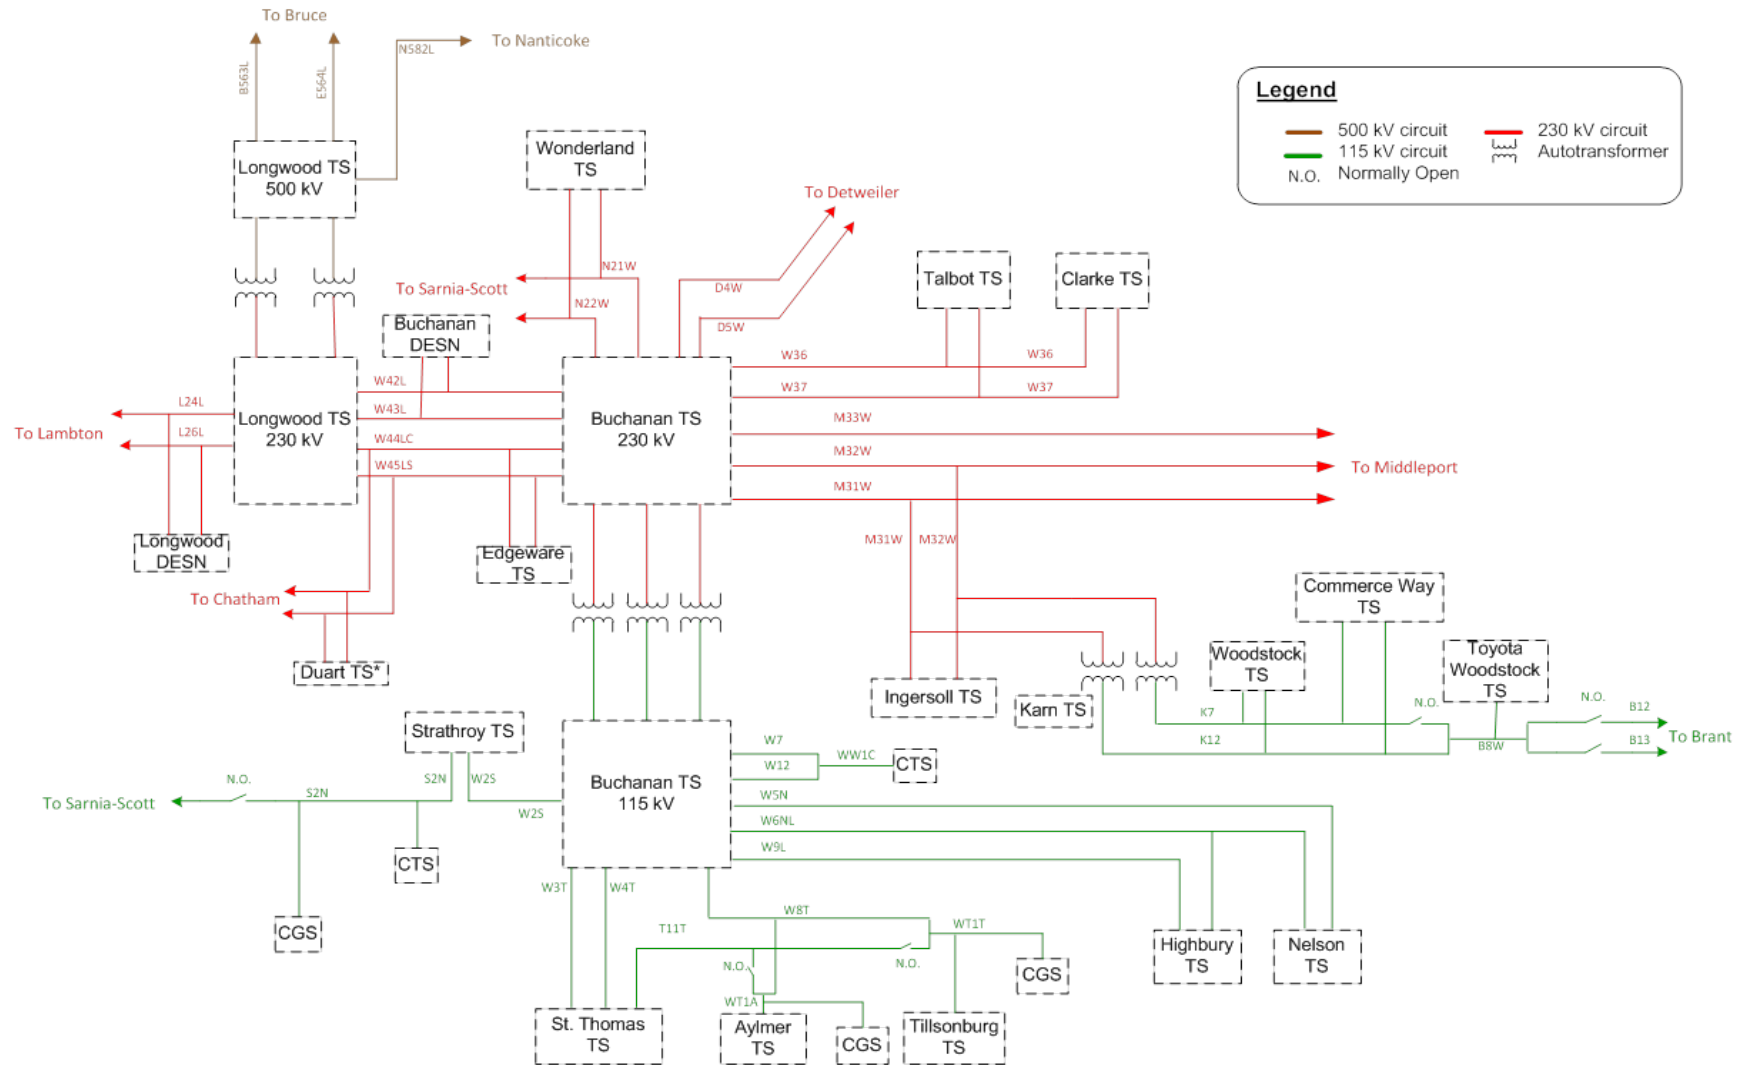 To Bruce
N582L
To Nanticoke
B563L
E564L
Legend
500 kV circuit
230 kV circuit
115 kV circuit
Autotransformer
N.O.
Normally Open
Longwood TS
500 kV
Wonderland
TS
To Detweiler
N21W
To Sarnia-Scott
N22W
D4W
D5W
Talbot TS
Clarke TS
Buchanan
DESN
W36
W36
W37
W37
W42L
W43L
W44LC
W45LS
L24L
L26L
To Lambton
Longwood TS
230 kV
Buchanan TS
230 kV
M33W
M32W
M31W
To Middleport
M31W
M32W
Longwood
DESN
Edgeware
TS
To Chatham
Duart TS*
Commerce Way
TS
Woodstock
TS
Toyota
Woodstock
TS
Ingersoll TS
Karn TS
K7
K12
N.O.
N.O.
B8W
B12
B13
To Brant
Strathroy TS
N.O.
S2N
S2N
W2S
W2S
To Sarnia-Scott
Buchanan TS
115 kV
W7
W12
WW1C
CTS
W5N
W6NL
W9L
CTS
CGS
W3T
W4T
T11T
W8T
WT1T
N.O.
N.O.
WT1A
CGS
Highbury
TS
Nelson
TS
St. Thomas
TS
Aylmer
TS
CGS
Tillsonburg
TS